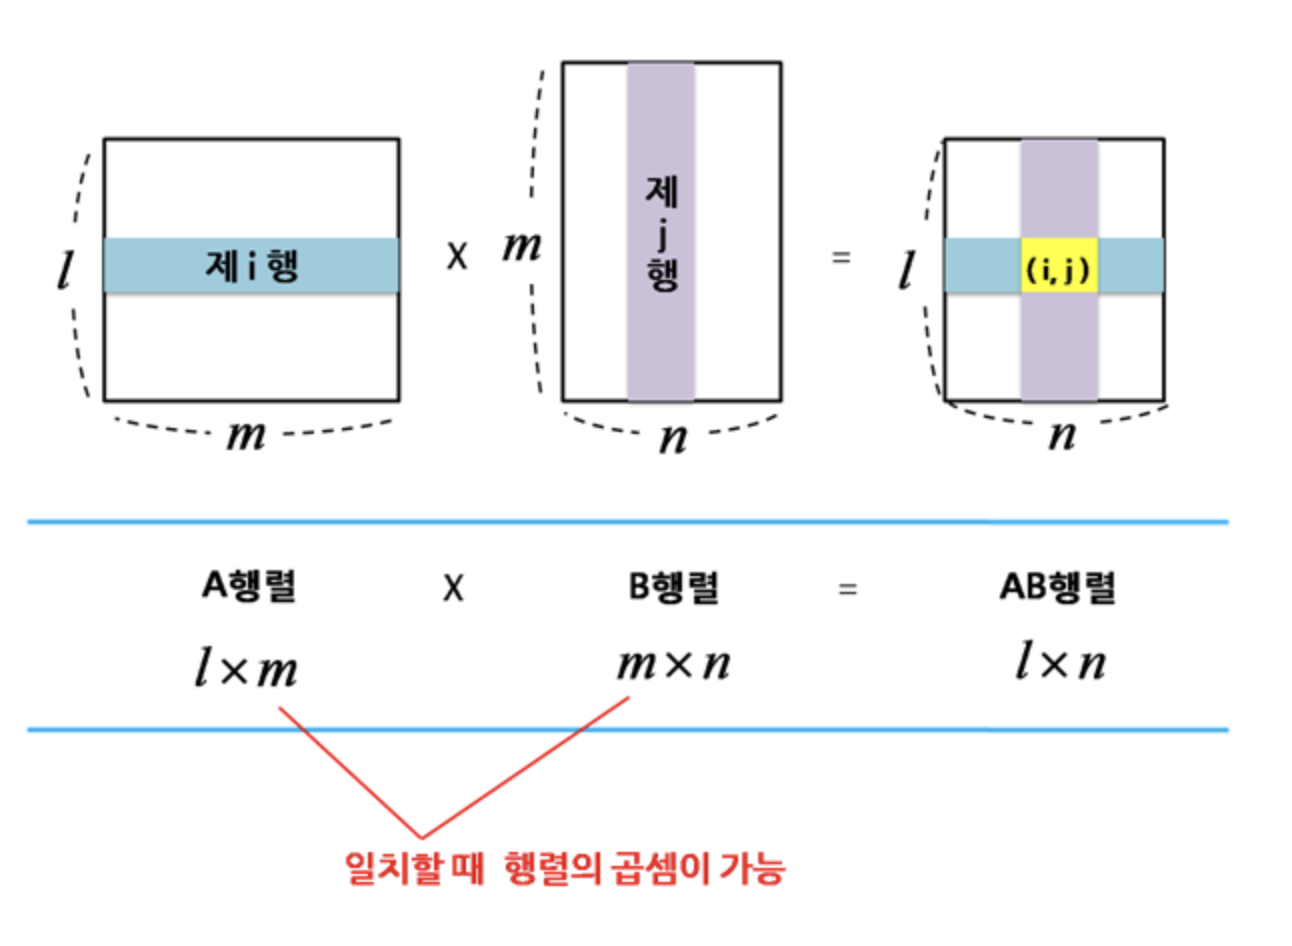 l
제 i 행
m
X
m
제
j
행
n
=
l
(i, j)
n
A행렬 X B행렬 = AB행렬
l×m m×n l×n
일치할 때 행렬의 곱셈이 가능